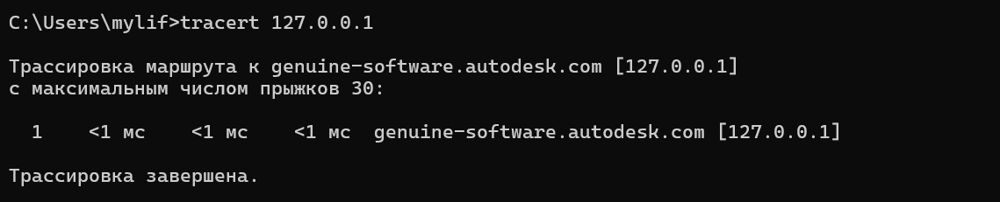 C:\Users\mylif>tracert 127.0.0.1
Трассировка маршрута к genuine-software.autodesk.com [127.0.0.1]
с максимальным числом прыжков 30:
1 <1 мс <1 мс <1 мс genuine-software.autodesk.com [127.0.0.1]
Трассировка завершена.